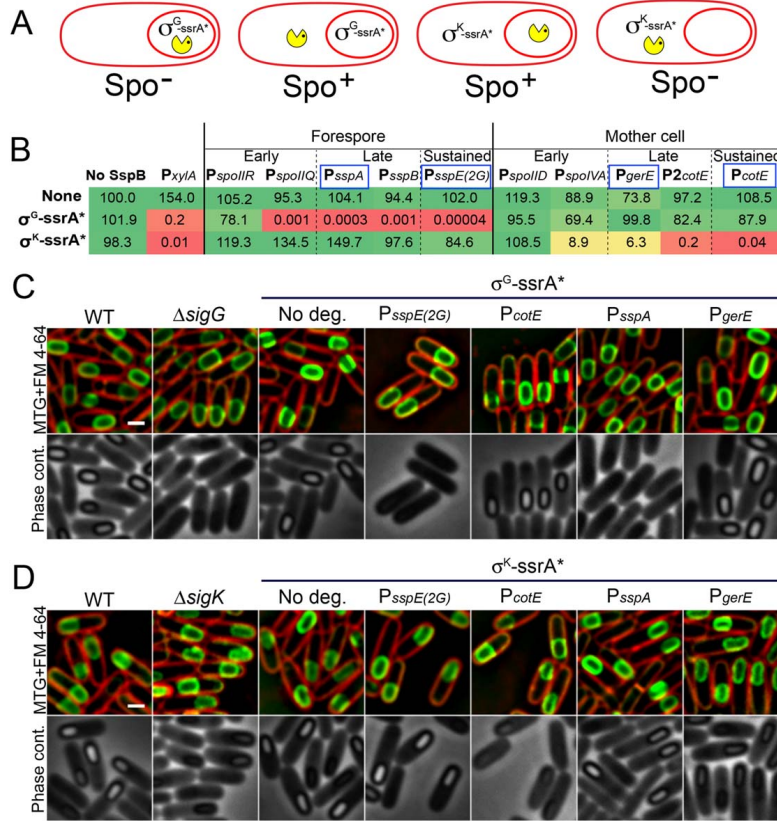 A
σG-ssrA*
σG-ssrA*
σK-ssrA*
σK-ssrA*
Spo-
Spo+
Spo+
Spo-
B
Forespore
Mother cell
Early
Late
Sustained
Early
Late
Sustained
No SspB PxylA PspoIIR PspoIIQ PsspA PsspB PsspE(2G) PspoIID PspoIVA PgerE P2cotE PcotE
None 100.0 154.0 105.2 95.3 104.1 94.4 102.0 119.3 88.9 73.8 97.2 108.5
σG-ssrA* 101.9 0.2 78.1 0.001 0.0003 0.001 0.00004 95.5 69.4 99.8 82.4 87.9
σK-ssrA* 98.3 0.01 119.3 134.5 149.7 97.6 84.6 108.5 8.9 6.3 0.2 0.04
C
σG-ssrA*
WT ΔsigG No deg. PsspE(2G) PcotE PsspA PgerE
MTG+FM 4-64
Phase cont.
D
σK-ssrA*
WT ΔsigK No deg. PsspE(2G) PcotE PsspA PgerE
MTG+FM 4-64
Phase cont.